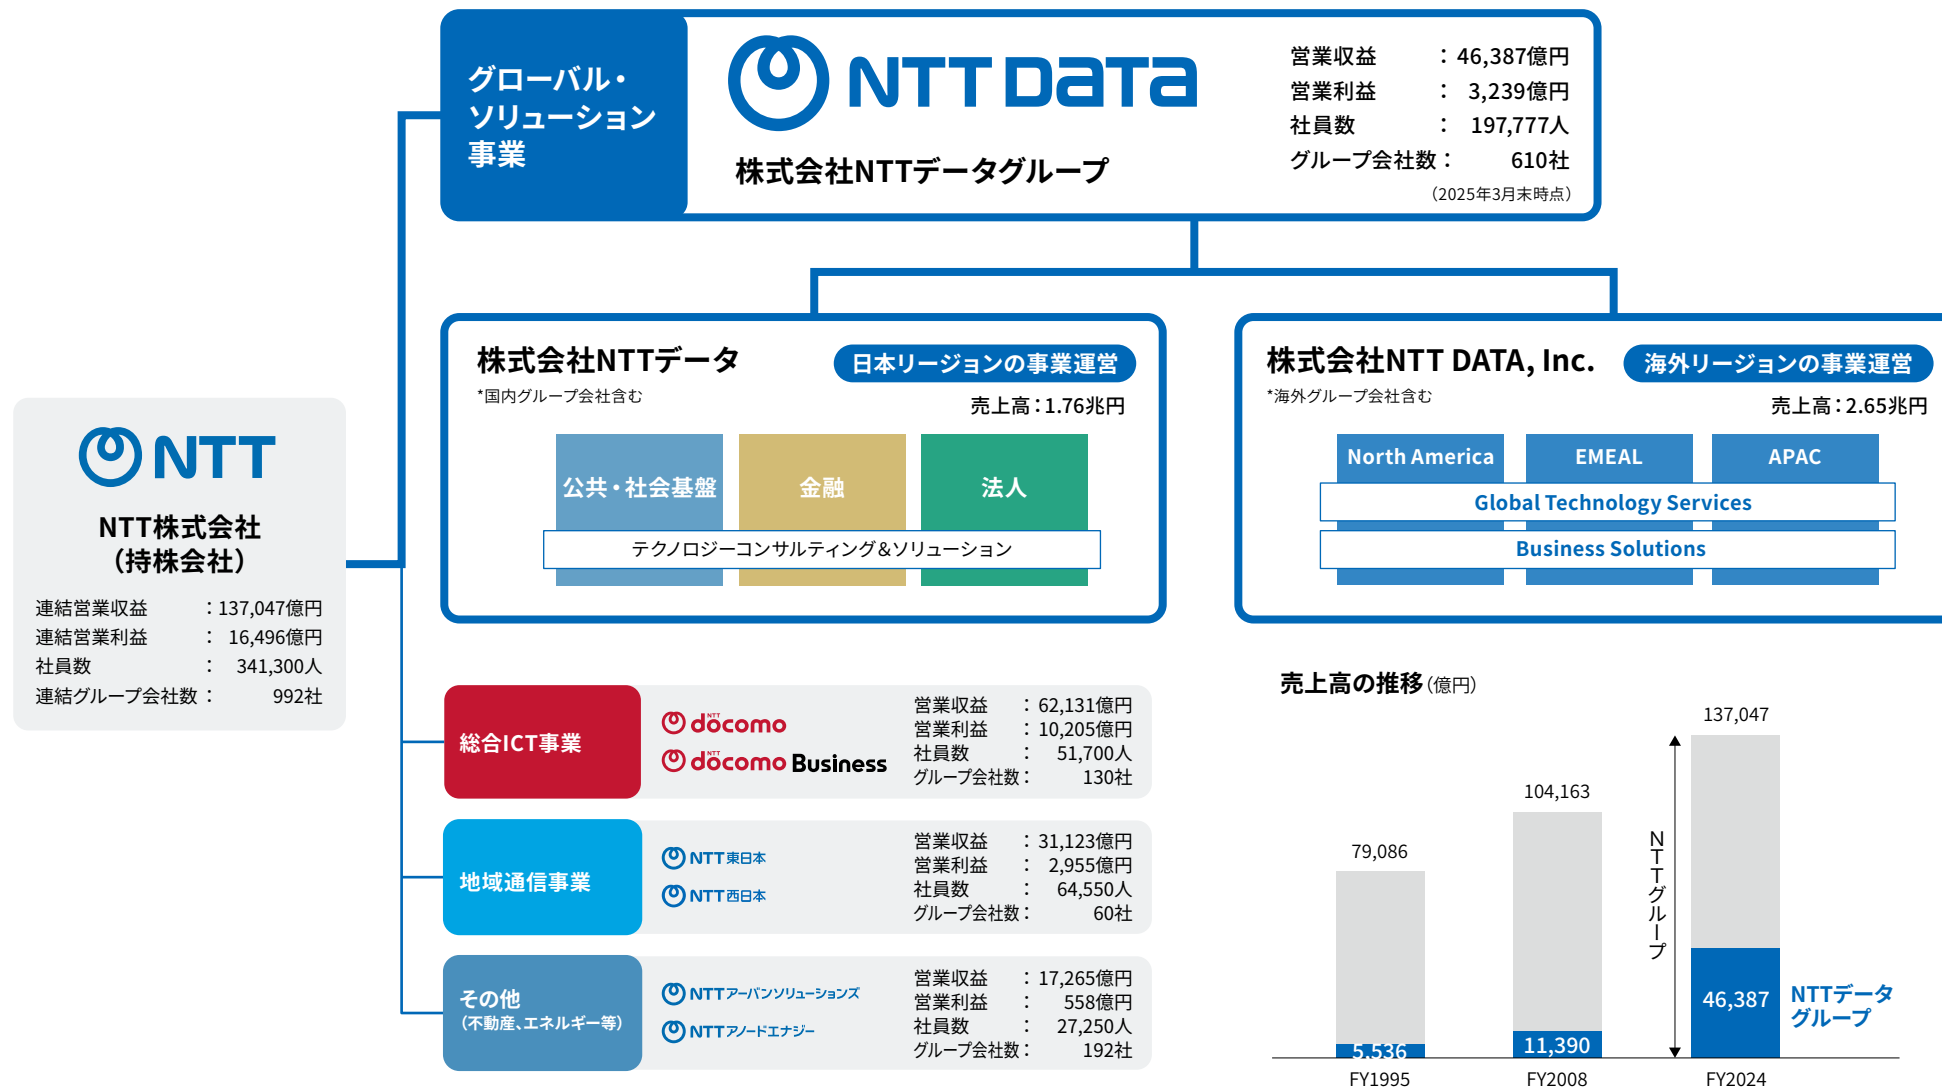 グローバル・
ソリューション
事業
NTT DATA
株式会社NTTデータグループ
営業収益 ： 46,387億円
営業利益 ： 3,239億円
社員数 ： 197,777人
グループ会社数： 610社
（2025年3月末時点）
NTT
NTT株式会社
（持株会社）
連結営業収益 ：137,047億円
連結営業利益 ： 16,496億円
社員数 ： 341,300人
連結グループ会社数： 992社
株式会社NTTデータ
日本リージョンの事業運営
*国内グループ会社含む
売上高：1.76兆円
公共・社会基盤
金融
法人
テクノロジーコンサルティング&ソリューション
株式会社NTT DATA, Inc.
海外リージョンの事業運営
*海外グループ会社含む
売上高：2.65兆円
North America
EMEAL
APAC
Global Technology Services
Business Solutions
総合ICT事業
NTT docomo
NTT docomo Business
営業収益 ： 62,131億円
営業利益 ： 10,205億円
社員数 ： 51,700人
グループ会社数： 130社
地域通信事業
NTT東日本
NTT西日本
営業収益 ： 31,123億円
営業利益 ： 2,955億円
社員数 ： 64,550人
グループ会社数： 60社
その他
（不動産、エネルギー等）
NTTアーバンソリューションズ
NTTアノードエナジー
営業収益 ： 17,265億円
営業利益 ： 558億円
社員数 ： 27,250人
グループ会社数： 192社
売上高の推移（億円）
137,047
104,163
79,086
NTTグループ
46,387
NTTデータ
グループ
11,390
5,536
FY1995
FY2008
FY2024